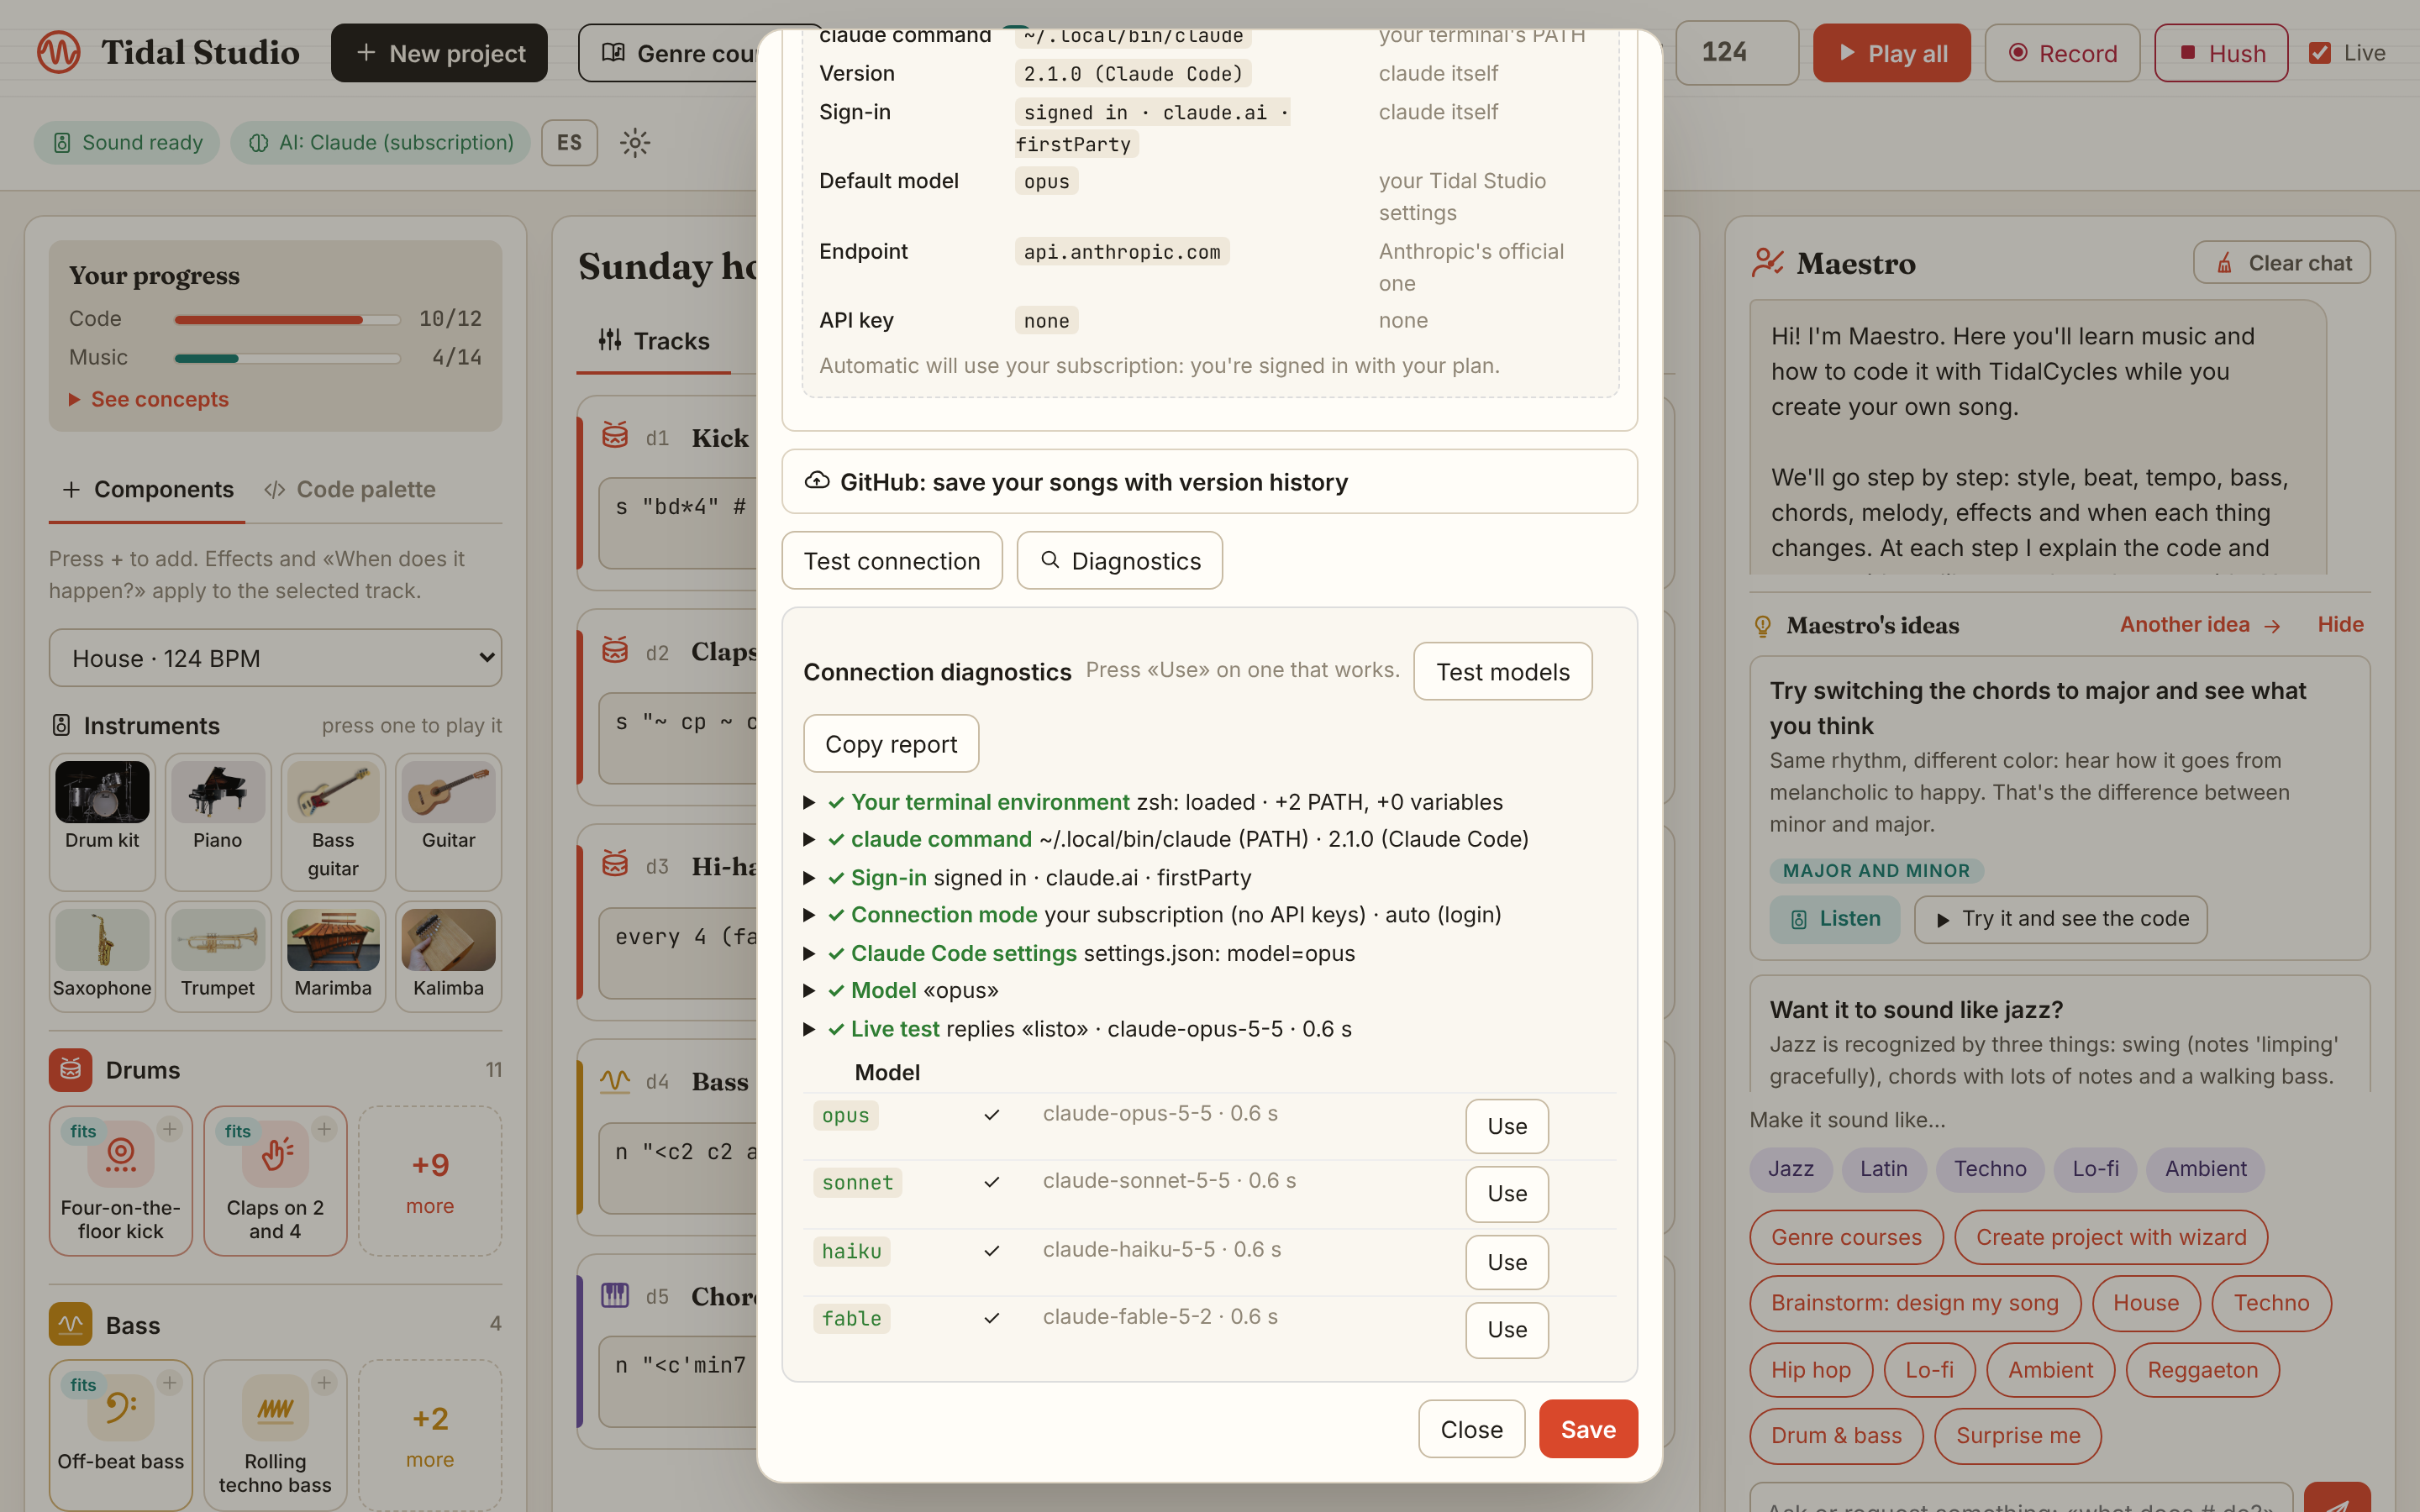 Tidal Studio
New project
Genre cou
124
Play all
Record
Hush
Live
Sound ready
AI: Claude (subscription)
ES
Your progress
Code 10/12
Music 4/14
See concepts
Components
Code palette
Press + to add. Effects and «When does it
happen?» apply to the selected track.
House · 124 BPM
Instruments press one to play it
Drum kit
Piano
Bass
guitar
Guitar
Saxophone
Trumpet
Marimba
Kalimba
Drums 11
fits
Four-on-the-
floor kick
fits
Claps on 2
and 4
+9
more
Bass 4
fits
Off-beat bass
Rolling
techno bass
+2
more
Sunday ho
Tracks
d1 Kick
s "bd*4" #
d2 Claps
s "~ cp ~ c
d3 Hi-ha
every 4 (fa
d4 Bass
n "<c2 c2 a
d5 Chor
n "<c'min7
claude command ~/.local/bin/claude your terminal's PATH
Version 2.1.0 (Claude Code) claude itself
Sign-in signed in · claude.ai · claude itself
firstParty
Default model opus your Tidal Studio
settings
Endpoint api.anthropic.com Anthropic's official
one
API key none none
Automatic will use your subscription: you're signed in with your plan.
GitHub: save your songs with version history
Test connection
Diagnostics
Connection diagnostics Press «Use» on one that works. Test models
Copy report
Your terminal environment zsh: loaded · +2 PATH, +0 variables
claude command ~/.local/bin/claude (PATH) · 2.1.0 (Claude Code)
Sign-in signed in · claude.ai · firstParty
Connection mode your subscription (no API keys) · auto (login)
Claude Code settings settings.json: model=opus
Model «opus»
Live test replies «listo» · claude-opus-5-5 · 0.6 s
Model
opus claude-opus-5-5 · 0.6 s Use
sonnet claude-sonnet-5-5 · 0.6 s Use
haiku claude-haiku-5-5 · 0.6 s Use
fable claude-fable-5-2 · 0.6 s Use
Close
Save
Maestro
Clear chat
Hi! I'm Maestro. Here you'll learn music and
how to code it with TidalCycles while you
create your own song.
We'll go step by step: style, beat, tempo, bass,
chords, melody, effects and when each thing
changes. At each step I explain the code and
Maestro's ideas
Another idea →
Hide
Try switching the chords to major and see what
you think
Same rhythm, different color: hear how it goes from
melancholic to happy. That's the difference between
minor and major.
MAJOR AND MINOR
Listen
Try it and see the code
Want it to sound like jazz?
Jazz is recognized by three things: swing (notes 'limping'
gracefully), chords with lots of notes and a walking bass.
Make it sound like...
Jazz
Latin
Techno
Lo-fi
Ambient
Genre courses
Create project with wizard
Brainstorm: design my song
House
Techno
Hip hop
Lo-fi
Ambient
Reggaeton
Drum & bass
Surprise me